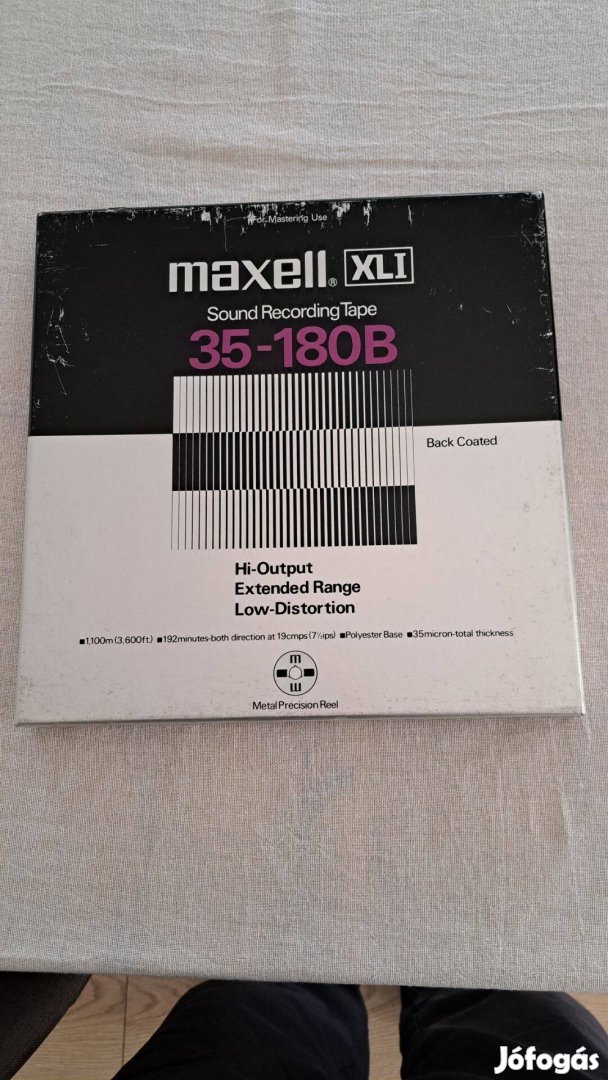 For Mastering Use
maxell® XLI
Sound Recording Tape
35-180B
Back Coated
Hi-Output
Extended Range
Low-Distortion
■1,100m (3,600ft.) ■192minutes-both direction at 19cmps (7½ips) ■Polyester Base ■35micron-total thickness
m
m
Metal Precision Reel
Jófogás